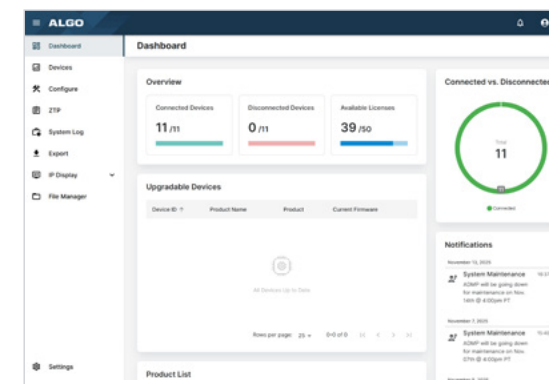 ALGO
Dashboard
Devices
Configure
ZTP
System Log
Export
IP Display
File Manager
Settings
Dashboard
Overview
Connected Devices
11 /11
Disconnected Devices
0 /11
Available Licenses
39 /50
Upgradable Devices
Device ID ↑ Product Name Product Current Firmware
All Devices Up to Date
Rows per page: 25 0-0 of 0
Product List
Connected vs. Disconnected
Total
11
Connected
Notifications
November 12, 2025
System Maintenance
ADMP will be going down
for maintenance on Nov.
14th @ 4:00pm PT
November 7, 2025
System Maintenance
ADMP will be going down
for maintenance on Nov.
07th @ 4:00pm PT